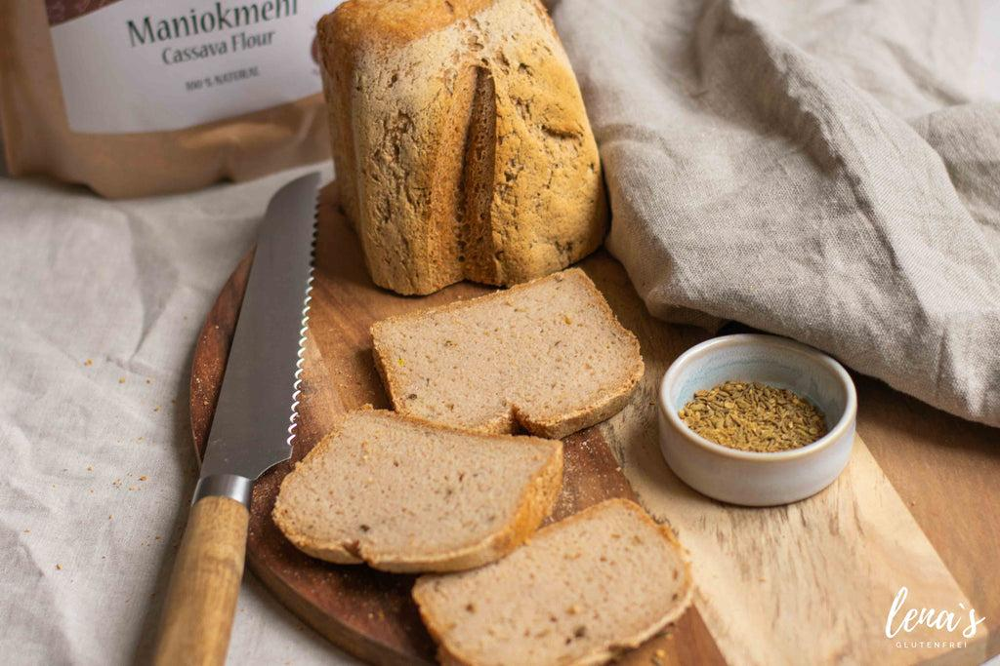 Maniokmehl
Cassava Flour
100 % NATURAL
lena`s
GLUTENFREI